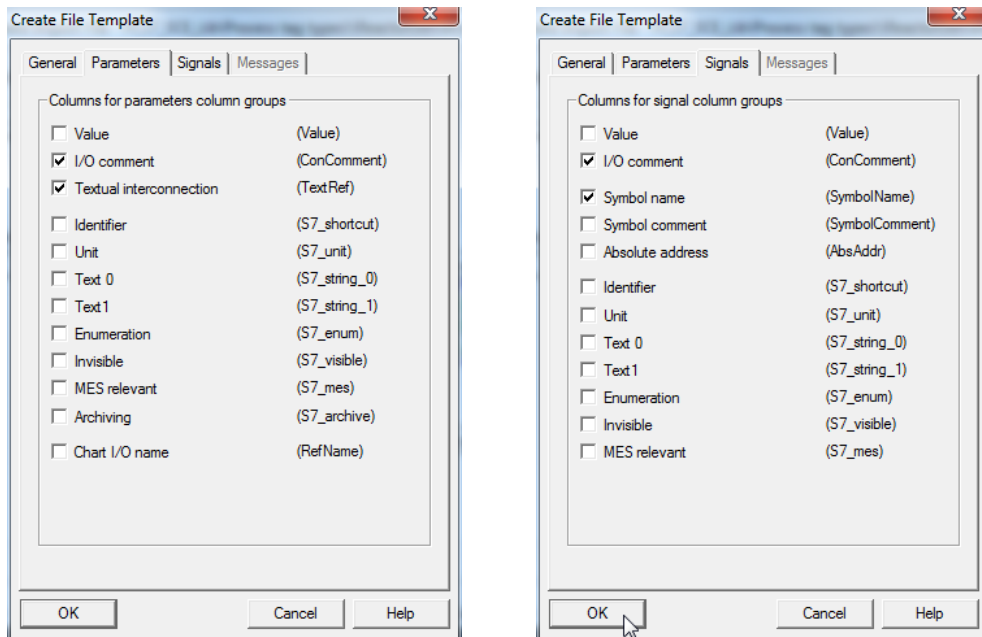 Create File Template
General Parameters Signals Messages
Columns for parameters column groups
Value (Value)
I/O comment (ConComment)
Textual interconnection (TextRef)
Identifier (S7_shortcut)
Unit (S7_unit)
Text 0 (S7_string_0)
Text1 (S7_string_1)
Enumeration (S7_enum)
Invisible (S7_visible)
MES relevant (S7_mes)
Archiving (S7_archive)
Chart I/O name (RefName)
OK Cancel Help
Create File Template
General Parameters Signals Messages
Columns for signal column groups
Value (Value)
I/O comment (ConComment)
Symbol name (SymbolName)
Symbol comment (SymbolComment)
Absolute address (AbsAddr)
Identifier (S7_shortcut)
Unit (S7_unit)
Text 0 (S7_string_0)
Text1 (S7_string_1)
Enumeration (S7_enum)
Invisible (S7_visible)
MES relevant (S7_mes)
OK Cancel Help